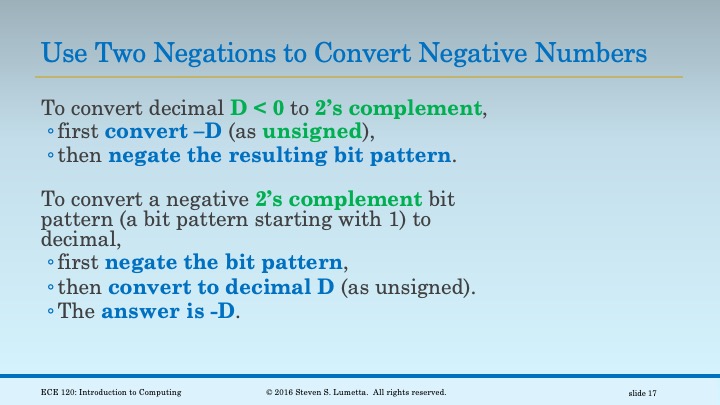 Use Two Negations to Convert Negative Numbers
To convert decimal D < 0 to 2’s complement,
◦first convert –D (as unsigned),
◦then negate the resulting bit pattern.
To convert a negative 2’s complement bit
pattern (a bit pattern starting with 1) to
decimal,
◦first negate the bit pattern,
◦then convert to decimal D (as unsigned).
◦The answer is -D.
ECE 120: Introduction to Computing
© 2016 Steven S. Lumetta. All rights reserved.
slide 17